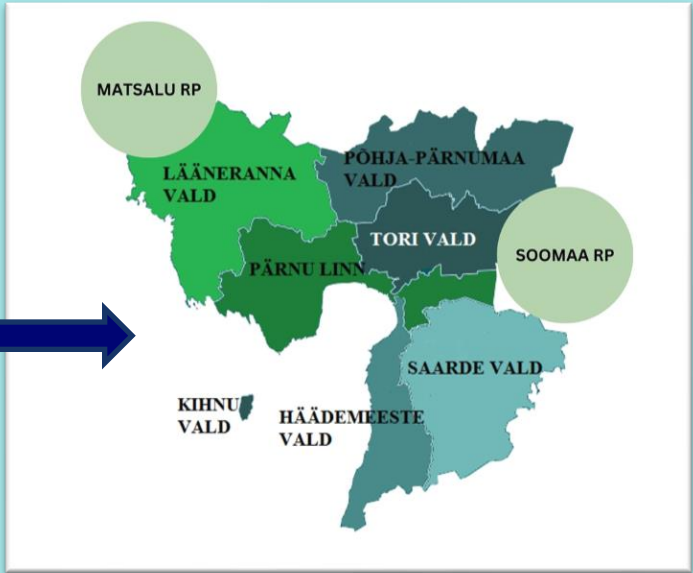 MATSALU RP
LÄÄNERANNA
VALD
PÕHJA-PÄRNUMAA
VALD
TORI VALD
SOOMAA RP
PÄRNU LINN
SAARDE VALD
KIHNU
VALD
HÄÄDEMEESTE
VALD